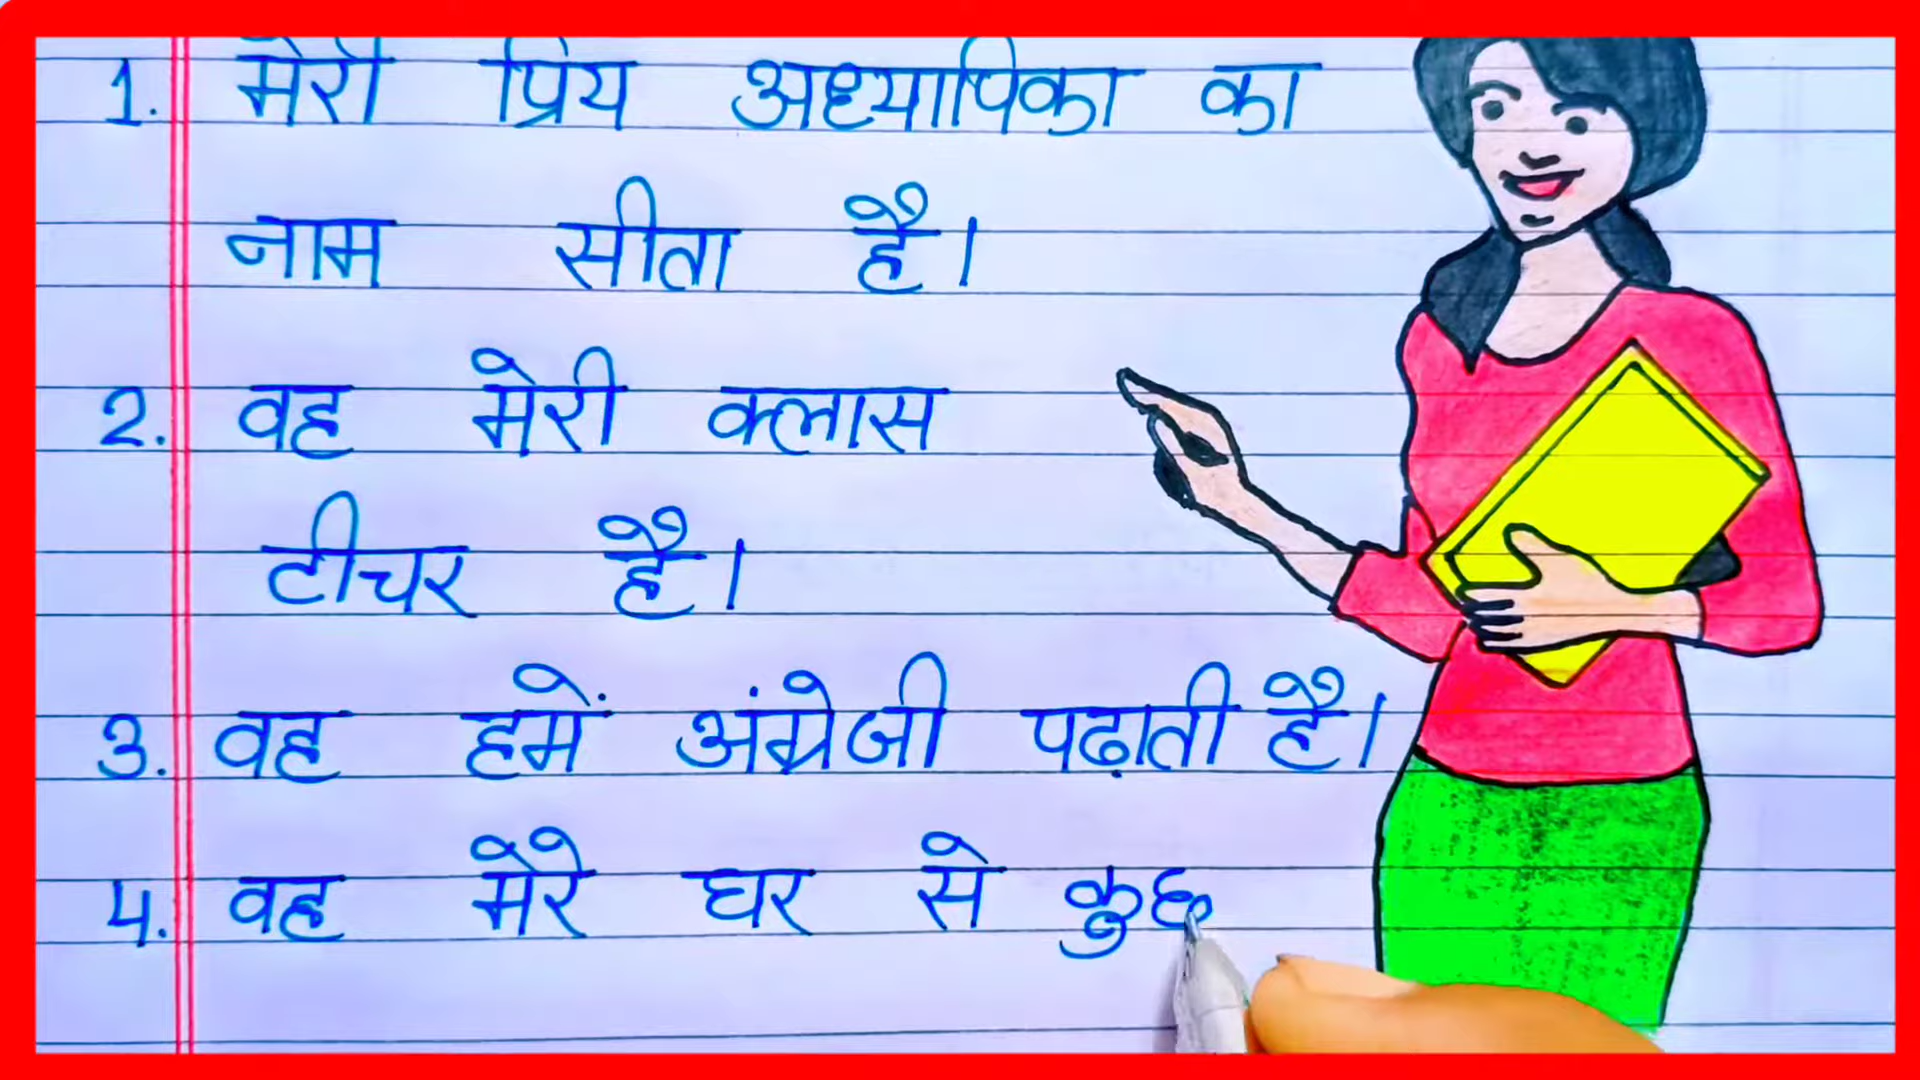 1. मेरी प्रिय अध्यापिका का
नाम सीता है।
2. वह मेरी क्लास
टीचर है।
3. वह हमें अंग्रेजी पढ़ाती है।
4. वह मेरे घर से कुछ